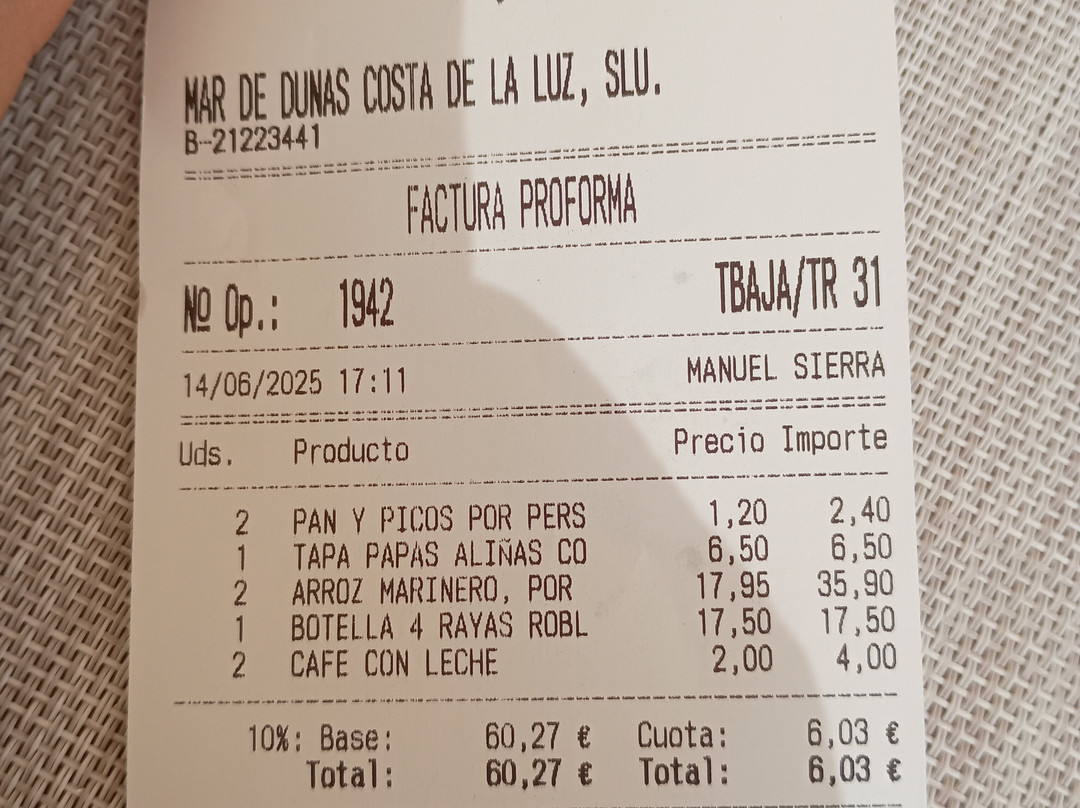 MAR DE DUNAS COSTA DE LA LUZ, SLU.
B-21223441
FACTURA PROFORMA
Nº Op.: 1942 TBAJA/TR 31
14/06/2025 17:11 MANUEL SIERRA
Uds. Producto Precio Importe
2 PAN Y PICOS POR PERS 1,20 2,40
1 TAPA PAPAS ALIÑAS CO 6,50 6,50
2 ARROZ MARINERO, POR 17,95 35,90
1 BOTELLA 4 RAYAS ROBL 17,50 17,50
2 CAFE CON LECHE 2,00 4,00
10%: Base: 60,27 € Cuota: 6,03 €
Total: 60,27 € Total: 6,03 €